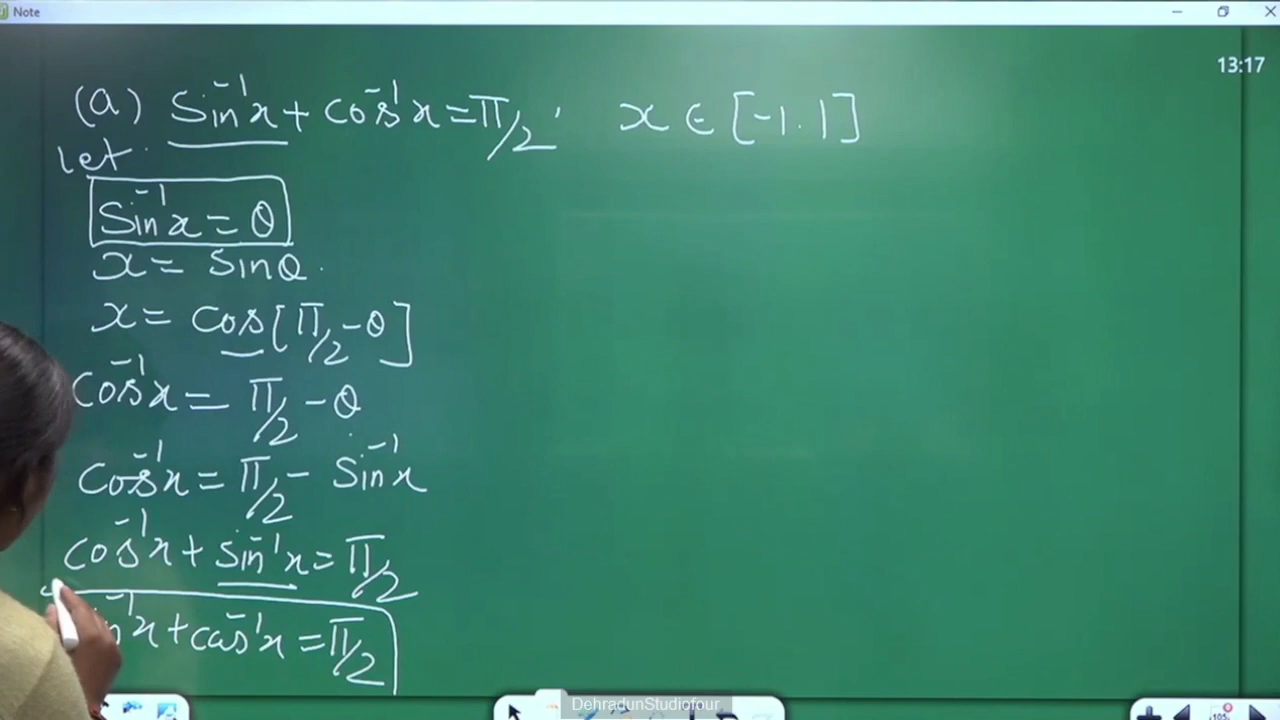 Note
13:17
(a) sin⁻¹x + cos⁻¹x = π/2, x ∈ [-1. 1]
let.
sin⁻¹x = θ
x = sinθ.
x = cos[π/2 - θ]
cos⁻¹x = π/2 - θ
cos⁻¹x = π/2 - sin⁻¹x
cos⁻¹x + sin⁻¹x = π/2
x + cos⁻¹x = π/2
DehradunStudiofour